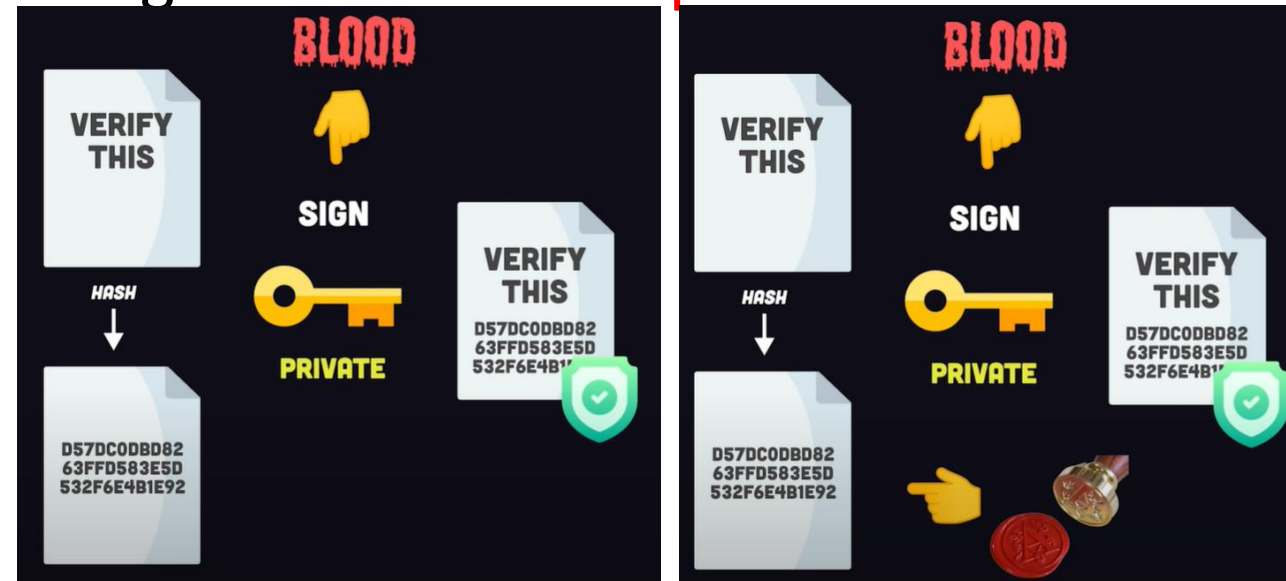 BLOOD
VERIFY
THIS
SIGN
HASH
PRIVATE
VERIFY
THIS
D57DC0DBD82
63FFD583E5D
D57DC0DBD82
63FFD583E5D
532F6E4B1E92
BLOOD
VERIFY
THIS
SIGN
HASH
PRIVATE
VERIFY
THIS
D57DC0DBD82
63FFD583E5D
D57DC0DBD82
63FFD583E5D
532F6E4B1E92